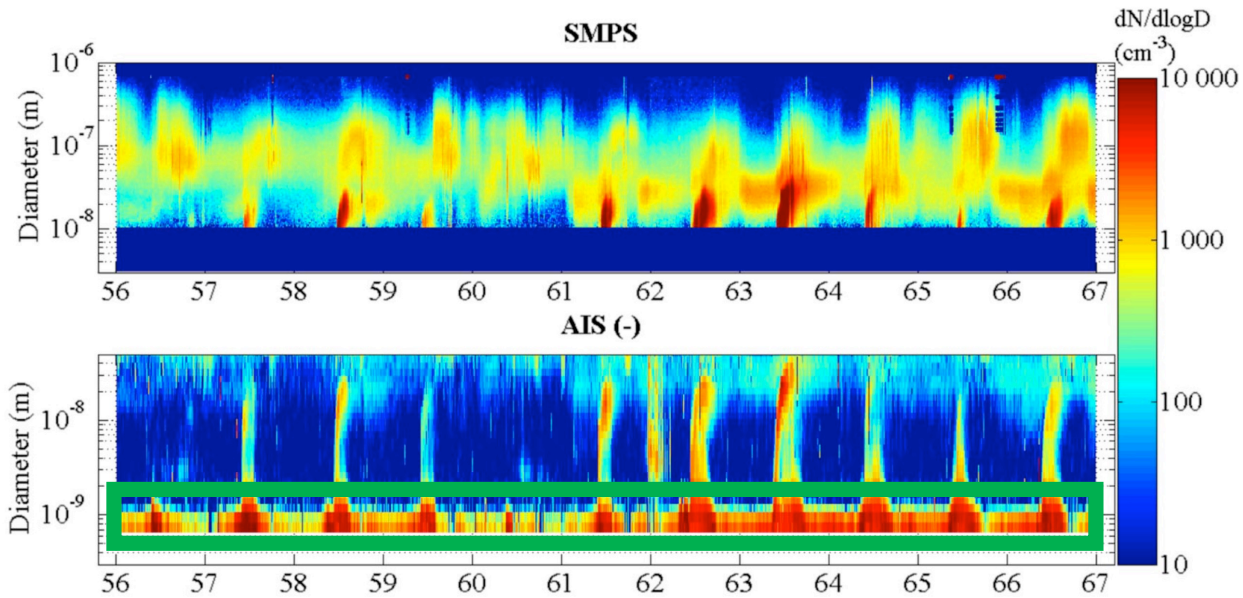 SMPS
dN/dlogD
(cm⁻³)
Diameter (m)
10⁻⁶
10⁻⁷
10⁻⁸
56 57 58 59 60 61 62 63 64 65 66 67
10 000
1 000
100
10
AIS (-)
Diameter (m)
10⁻⁸
10⁻⁹
56 57 58 59 60 61 62 63 64 65 66 67